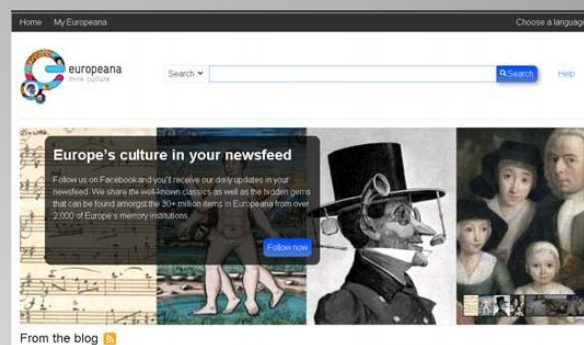 Home My Europeana Choose a language
europeana
think culture
Search Search Help
Europe's culture in your newsfeed
Follow us on Facebook and you'll receive our daily updates in your
newsfeed. We share the well-known classics as well as the hidden gems
that can be found amongst the 30+ million items in Europeana from over
2,000 of Europe's memory institutions.
Follow now
From the blog